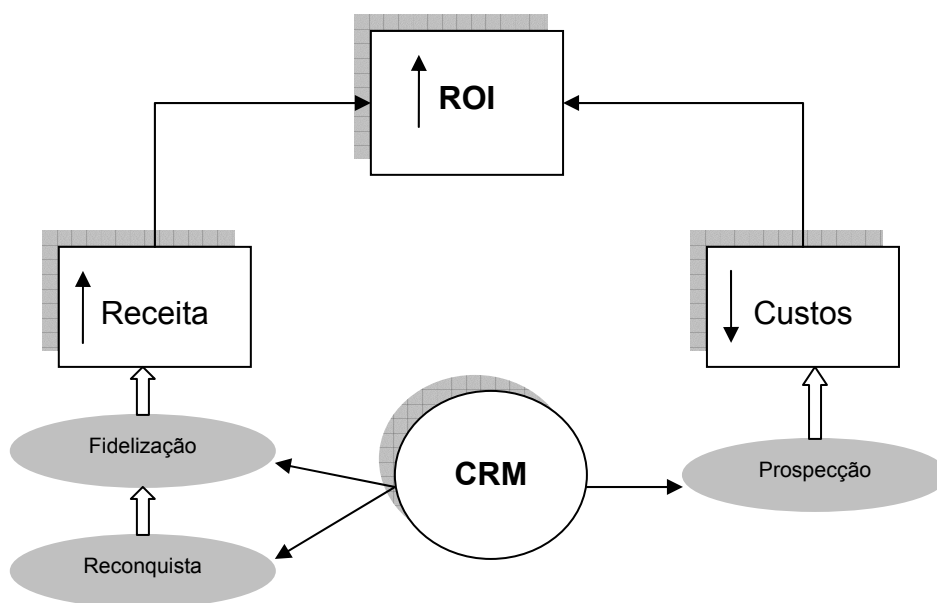 ROI
Receita
Custos
Fidelização
CRM
Prospecção
Reconquista